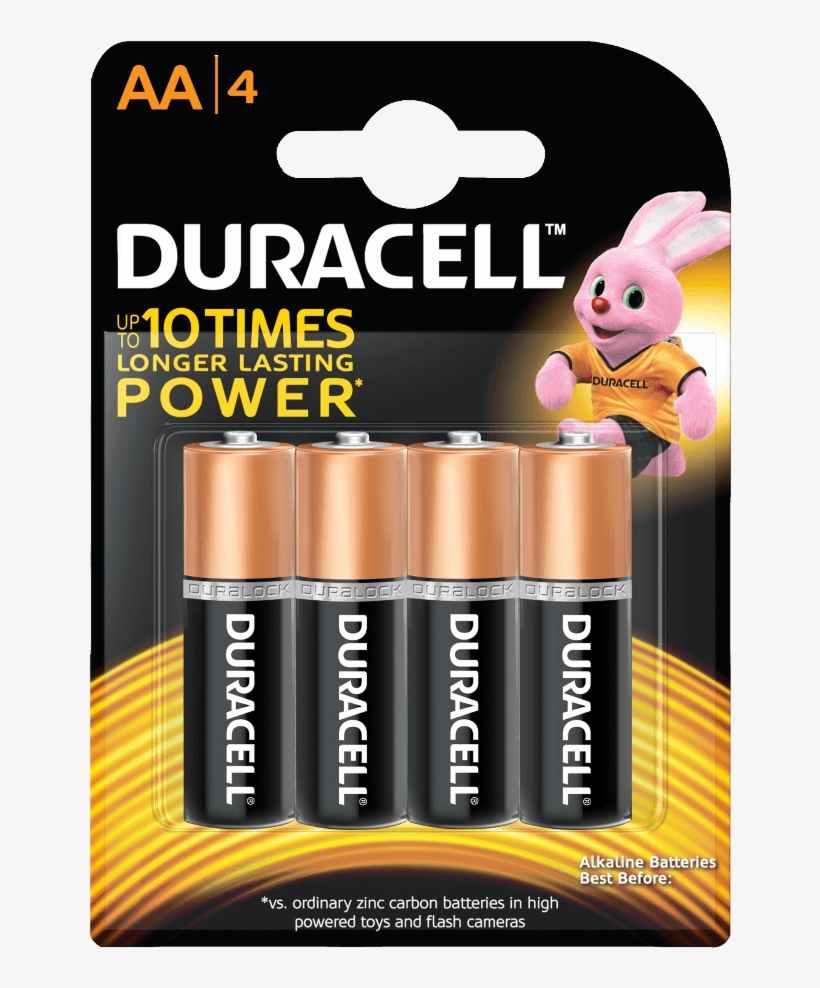 AA|4
DURACELL™
UP TO 10 TIMES
LONGER LASTING
POWER*
DURACELL
DURALOCK DURALOCK DURALOCK DURALOCK
DURACELL® DURACELL® DURACELL® DURACELL®
Alkaline Batteries
Best Before:
*vs. ordinary zinc carbon batteries in high
powered toys and flash cameras